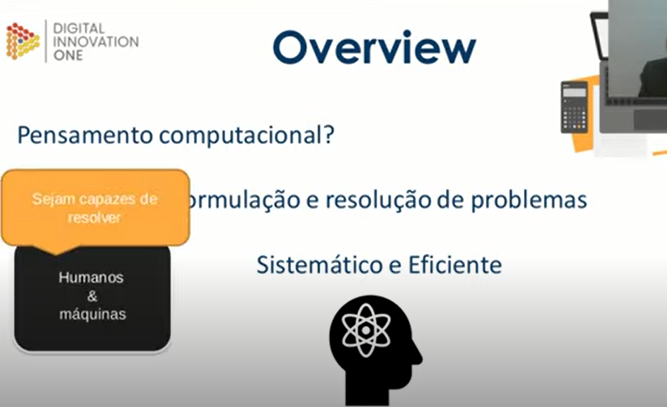 DIGITAL
INNOVATION
ONE
Overview
Pensamento computacional?
Sejam capazes de
resolver
ormulação e resolução de problemas
Sistemático e Eficiente
Humanos
&
máquinas